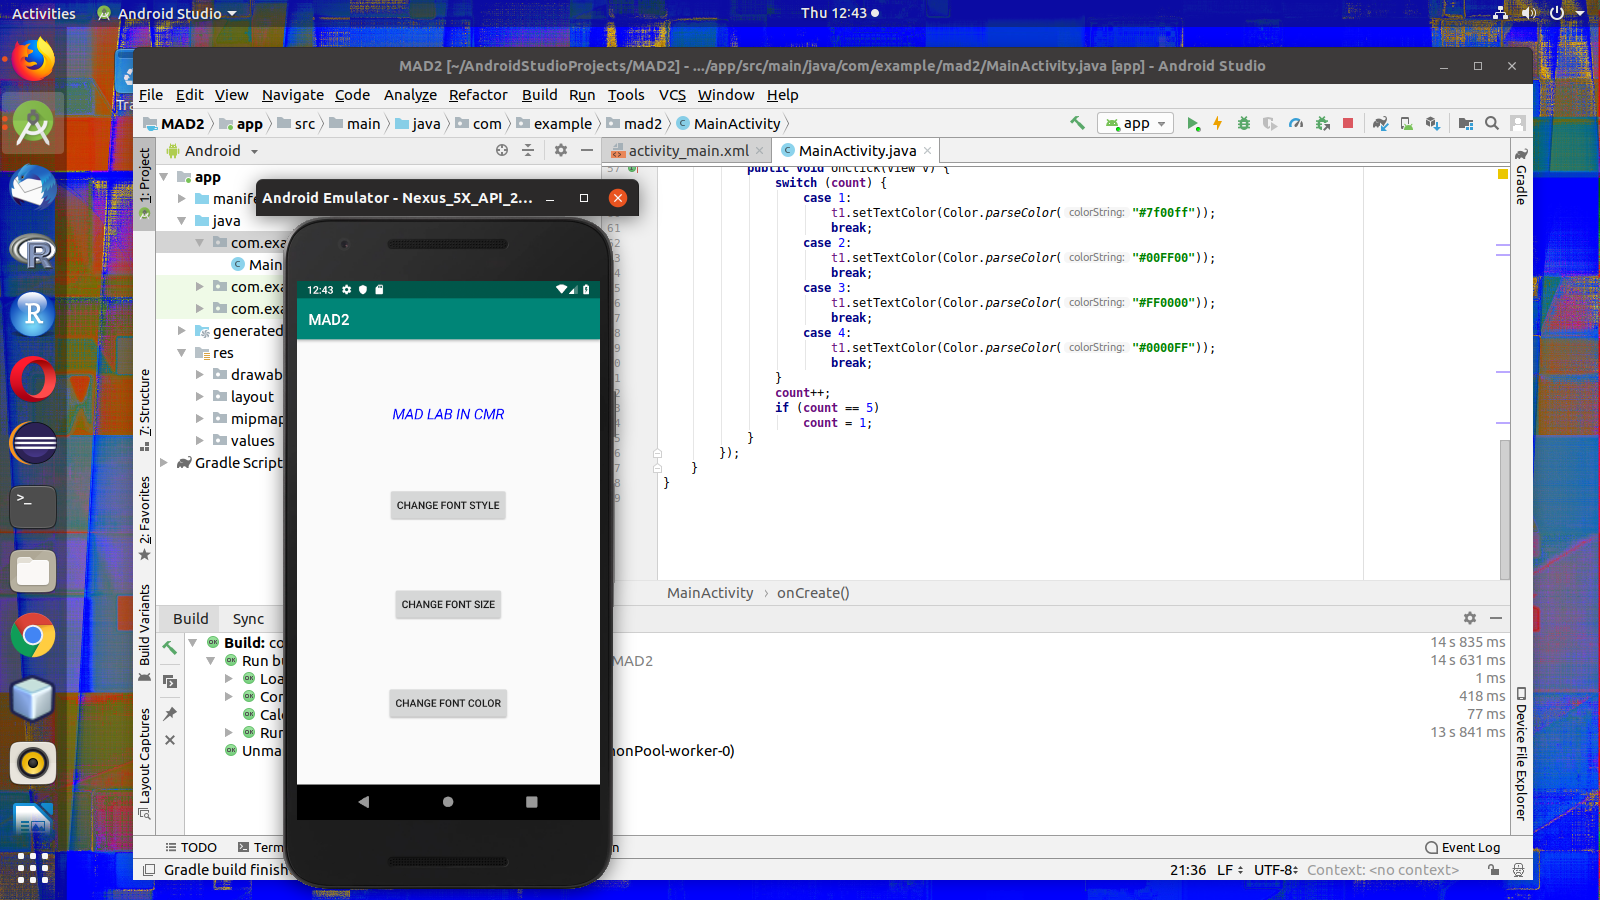 Activities
Android Studio
Thu 12:43
MAD2 [~/AndroidStudioProjects/MAD2] - .../app/src/main/java/com/example/mad2/MainActivity.java [app] - Android Studio
File Edit View Navigate Code Analyze Refactor Build Run Tools VCS Window Help
MAD2 app src main java com example mad2 MainActivity
app
Android
activity_main.xml
MainActivity.java
1: Project
7: Structure
2: Favorites
Build Variants
Layout Captures
Gradle
Device File Explorer
app
manife
java
com.exa
Main
com.exa
com.exa
generated
res
drawab
layout
mipmap
values
Gradle Script
Android Emulator - Nexus_5X_API_2...
12:43
MAD2
MAD LAB IN CMR
CHANGE FONT STYLE
CHANGE FONT SIZE
CHANGE FONT COLOR
public void onClick(View v) {
switch (count) {
case 1:
t1.setTextColor(Color.parseColor( colorString: "#7f00ff"));
break;
case 2:
t1.setTextColor(Color.parseColor( colorString: "#00FF00"));
break;
case 3:
t1.setTextColor(Color.parseColor( colorString: "#FF0000"));
break;
case 4:
t1.setTextColor(Color.parseColor( colorString: "#0000FF"));
break;
}
count++;
if (count == 5)
count = 1;
}
});
}
}
MainActivity › onCreate()
Build Sync
Build: co
Run bu
MAD2
Loa
Con
Calc
Run
Unma
monPool-worker-0)
14 s 835 ms
14 s 631 ms
1 ms
418 ms
77 ms
13 s 841 ms
TODO
Term
Event Log
Gradle build finish
21:36 LF UTF-8 Context: <no context>